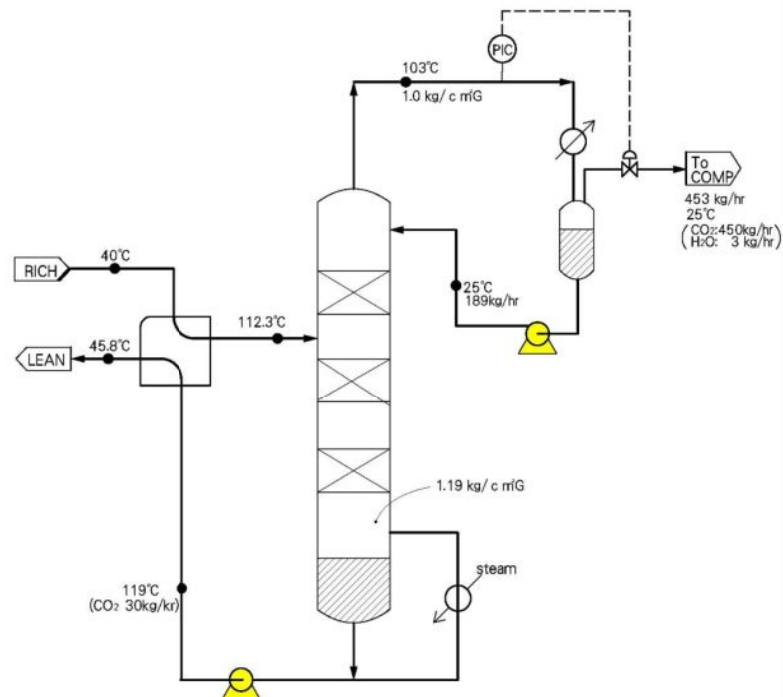 PIC
103℃
1.0 kg/c㎡G
To
COMP
453 kg/hr
25℃
(CO₂:450kg/hr
H₂O: 3 kg/hr)
RICH
40℃
25℃
189kg/hr
112.3℃
LEAN
45.8℃
1.19 kg/c㎡G
steam
119℃
(CO₂ 30kg/kr)